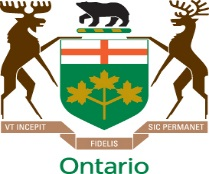 VT INCEPIT
FIDELIS
SIC PERMANET
Ontario